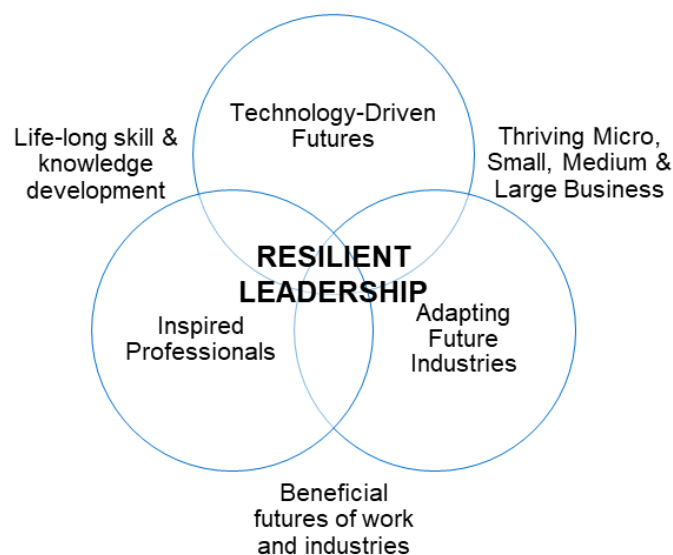 Technology-Driven
Futures
Life-long skill &
knowledge
development
Thriving Micro,
Small, Medium &
Large Business
RESILIENT
LEADERSHIP
Inspired
Professionals
Adapting
Future
Industries
Beneficial
futures of work
and industries